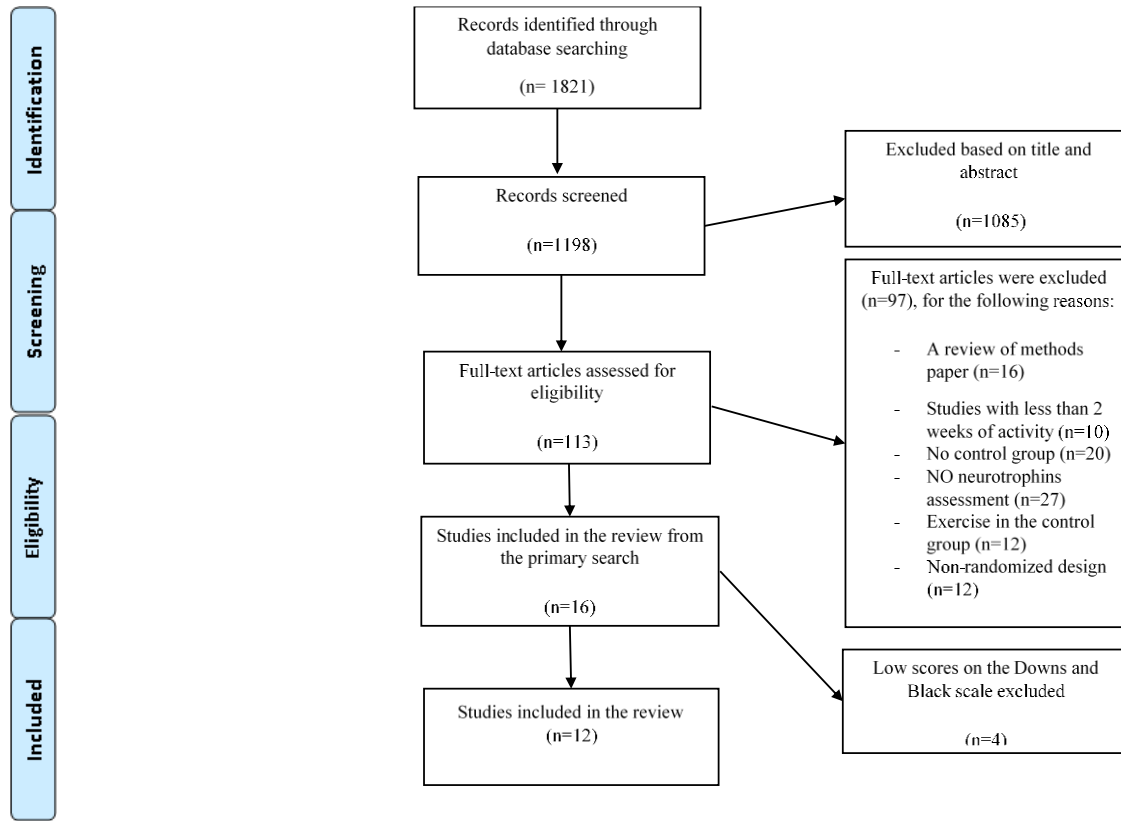 Identification
Screening
Eligibility
Included
Records identified through
database searching
(n= 1821)
Records screened
(n=1198)
Excluded based on title and
abstract
(n=1085)
Full-text articles assessed for
eligibility
(n=113)
Full-text articles were excluded
(n=97), for the following reasons:
- A review of methods
paper (n=16)
- Studies with less than 2
weeks of activity (n=10)
- No control group (n=20)
- NO neurotrophins
assessment (n=27)
- Exercise in the control
group (n=12)
- Non-randomized design
(n=12)
Studies included in the review from
the primary search
(n=16)
Low scores on the Downs and
Black scale excluded
(n=4)
Studies included in the review
(n=12)